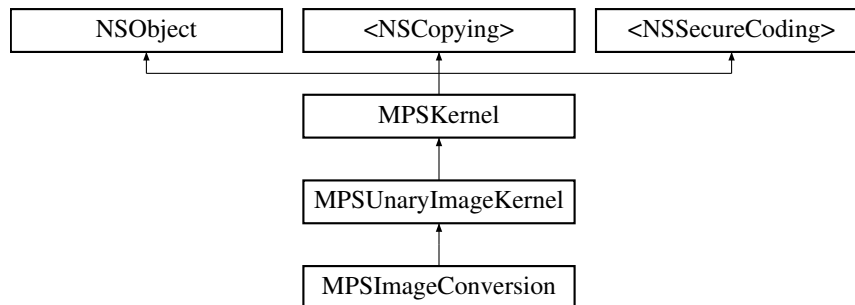 NSObject <NSCopying> <NSSecureCoding>
MPSKernel
MPSUnaryImageKernel
MPSImageConversion